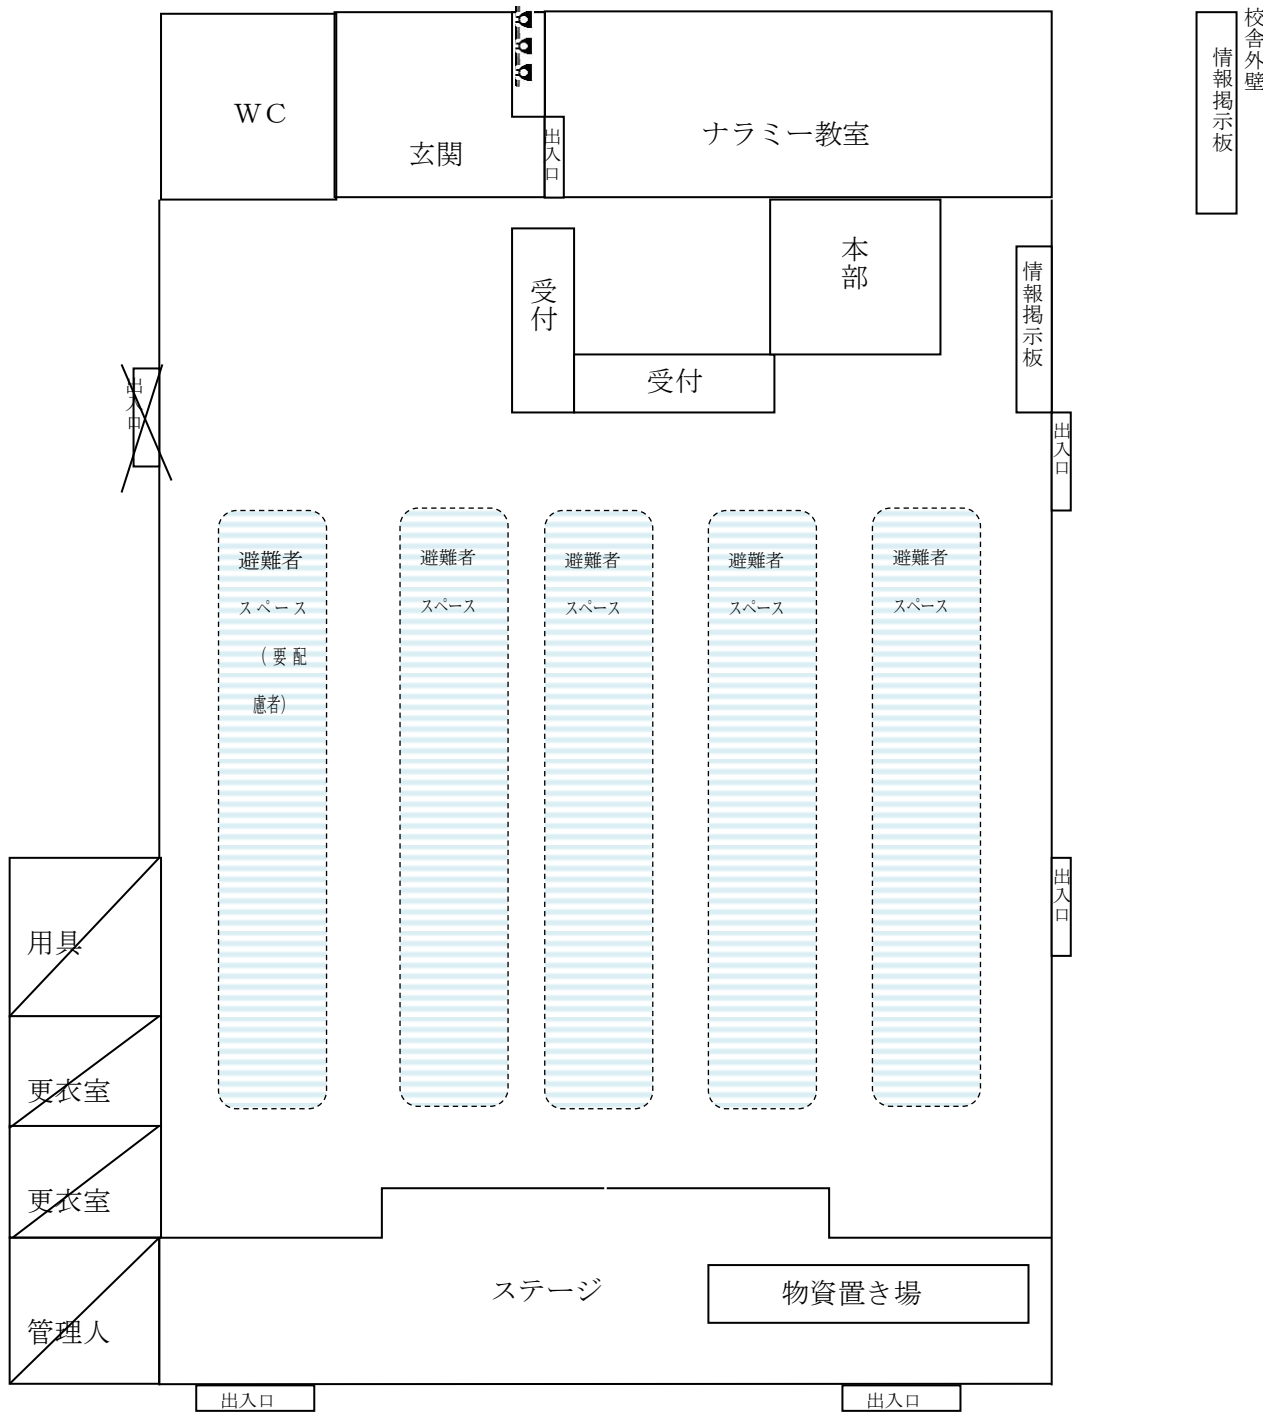 校舎外壁
情報掲示板
WC
玄関
出入口
ナラミー教室
本部
受付
受付
情報掲示板
出入口
出入口
避難者
スペース
(要配
慮者)
避難者
スペース
避難者
スペース
避難者
スペース
避難者
スペース
出入口
用具
更衣室
更衣室
管理人
ステージ
物資置き場
出入口
出入口